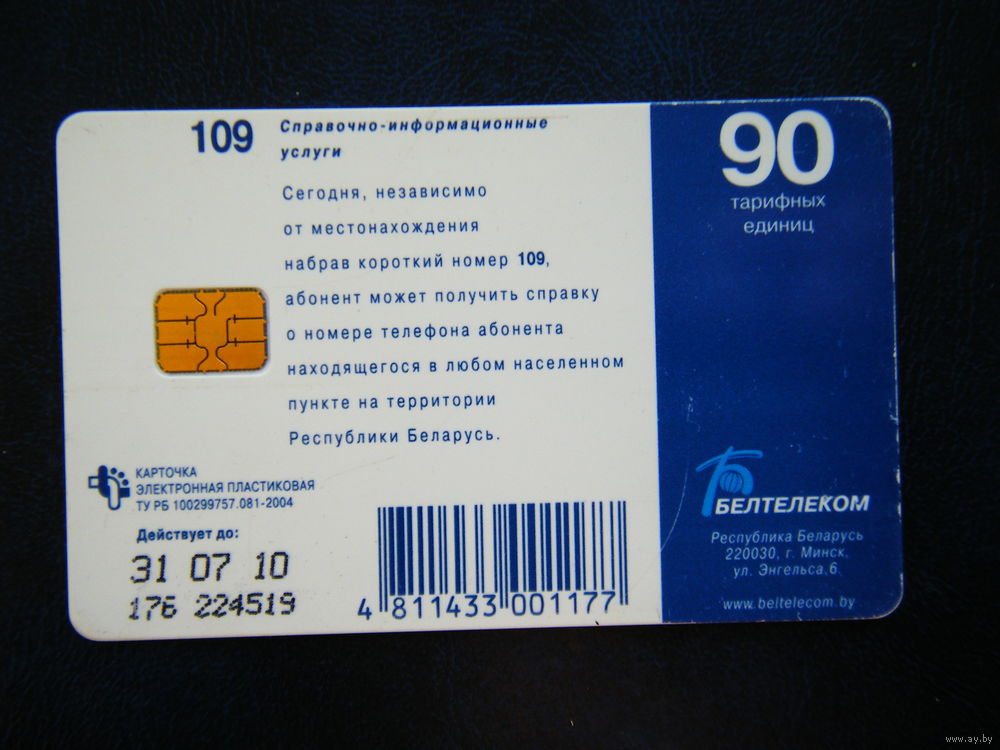 109 Справочно-информационные
услуги
Сегодня, независимо
от местонахождения
набрав короткий номер 109,
абонент может получить справку
о номере телефона абонента
находящегося в любом населенном
пункте на территории
Республики Беларусь.
КАРТОЧКА
ЭЛЕКТРОННАЯ ПЛАСТИКОВАЯ
ТУ РБ 100299757.081-2004
Действует до:
31 07 10
176 224519
4 811433 001177
90
тарифных
единиц
БЕЛТЕЛЕКОМ
Республика Беларусь
220030, г. Минск,
ул. Энгельса,6
www.beltelecom.by
www.ay.by